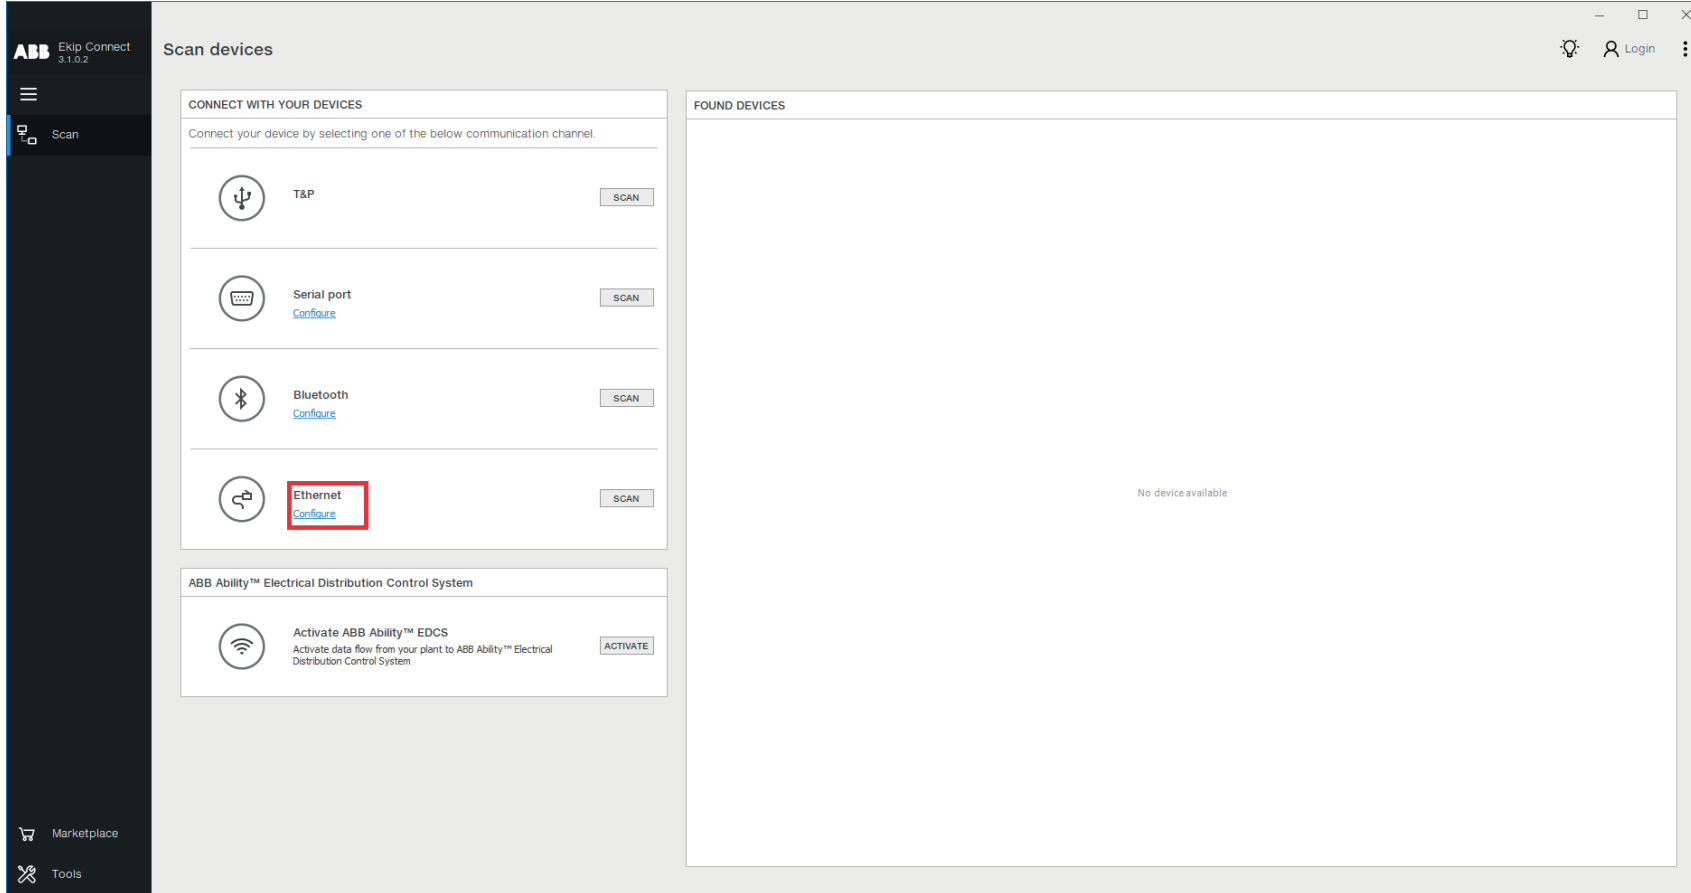 ABB Ekip Connect
3.1.0.2
Scan devices
Login
Scan
CONNECT WITH YOUR DEVICES
Connect your device by selecting one of the below communication channel.
T&P
SCAN
Serial port
Configure
SCAN
Bluetooth
Configure
SCAN
Ethernet
Configure
SCAN
ABB Ability™ Electrical Distribution Control System
Activate ABB Ability™ EDCS
Activate data flow from your plant to ABB Ability™ Electrical
Distribution Control System
ACTIVATE
FOUND DEVICES
No device available
Marketplace
Tools